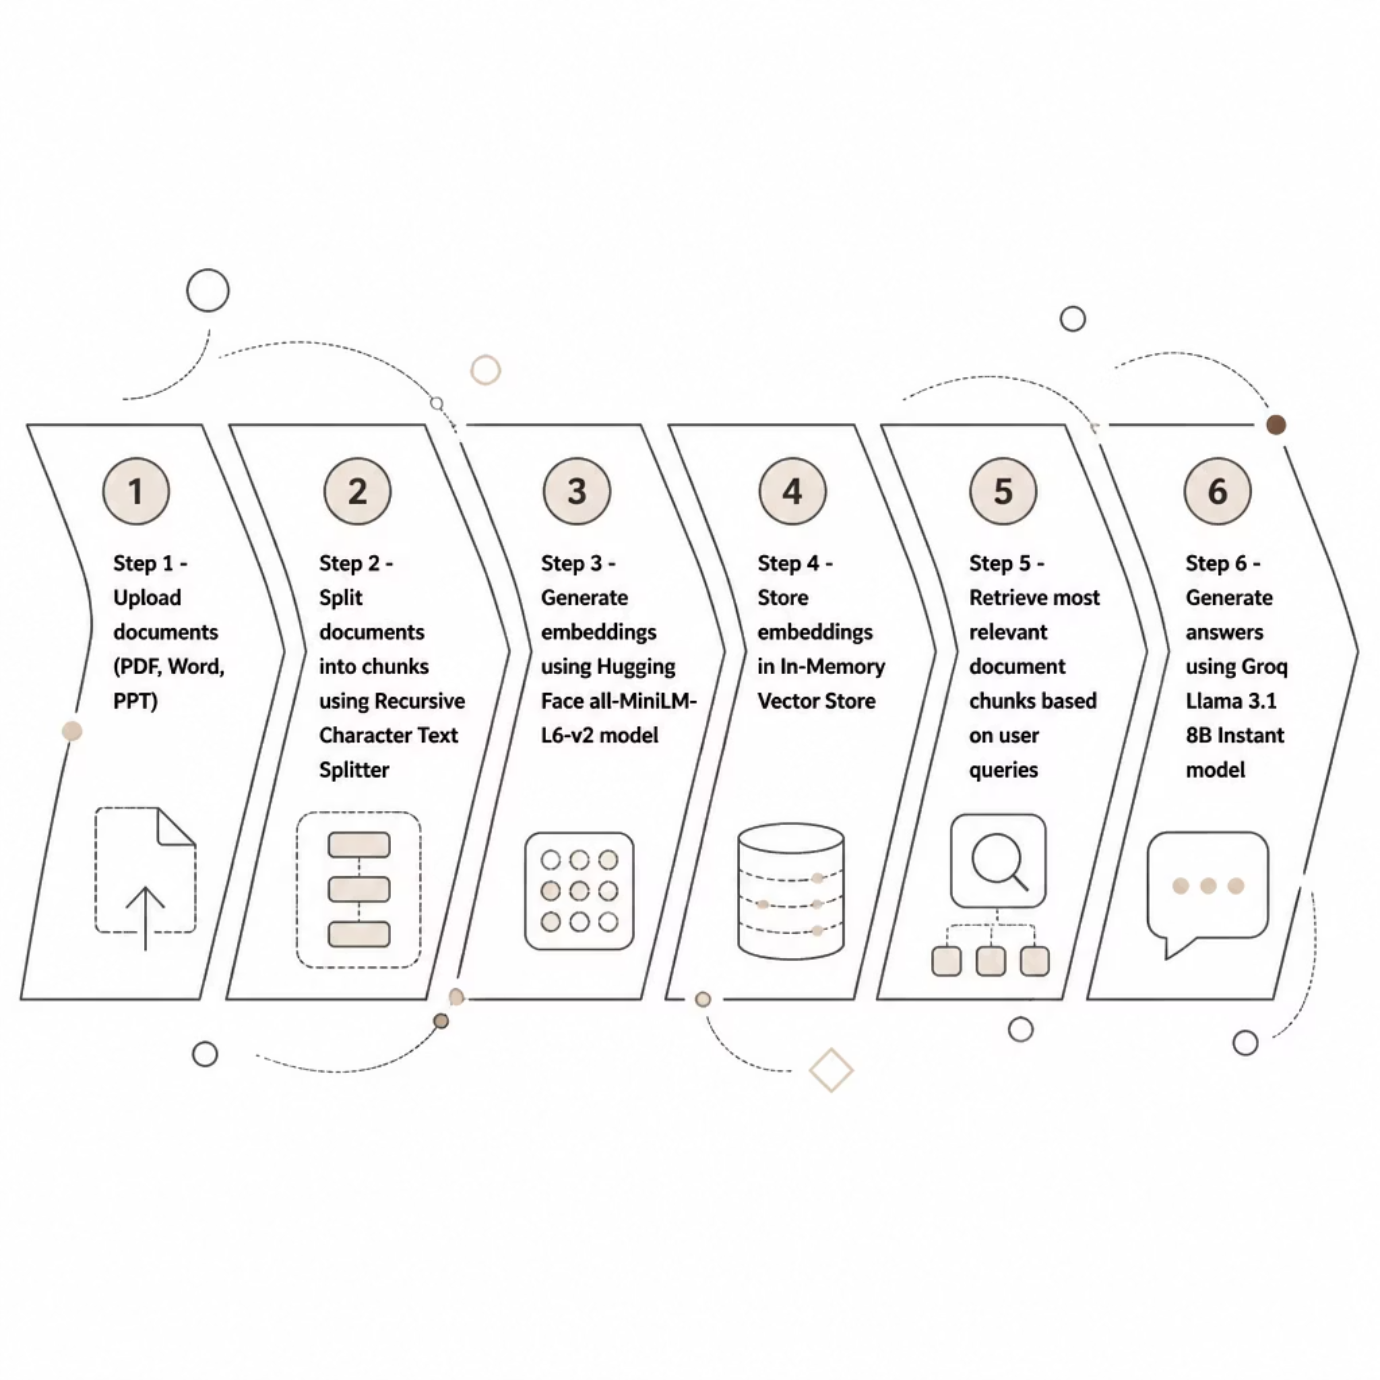 1
Step 1 -
Upload
documents
(PDF, Word,
PPT)
2
Step 2 -
Split
documents
into chunks
using Recursive
Character Text
Splitter
3
Step 3 -
Generate
embeddings
using Hugging
Face all-MiniLM-
L6-v2 model
4
Step 4 -
Store
embeddings
in In-Memory
Vector Store
5
Step 5 -
Retrieve most
relevant
document
chunks based
on user
queries
6
Step 6 -
Generate
answers
using Groq
Llama 3.1
8B Instant
model